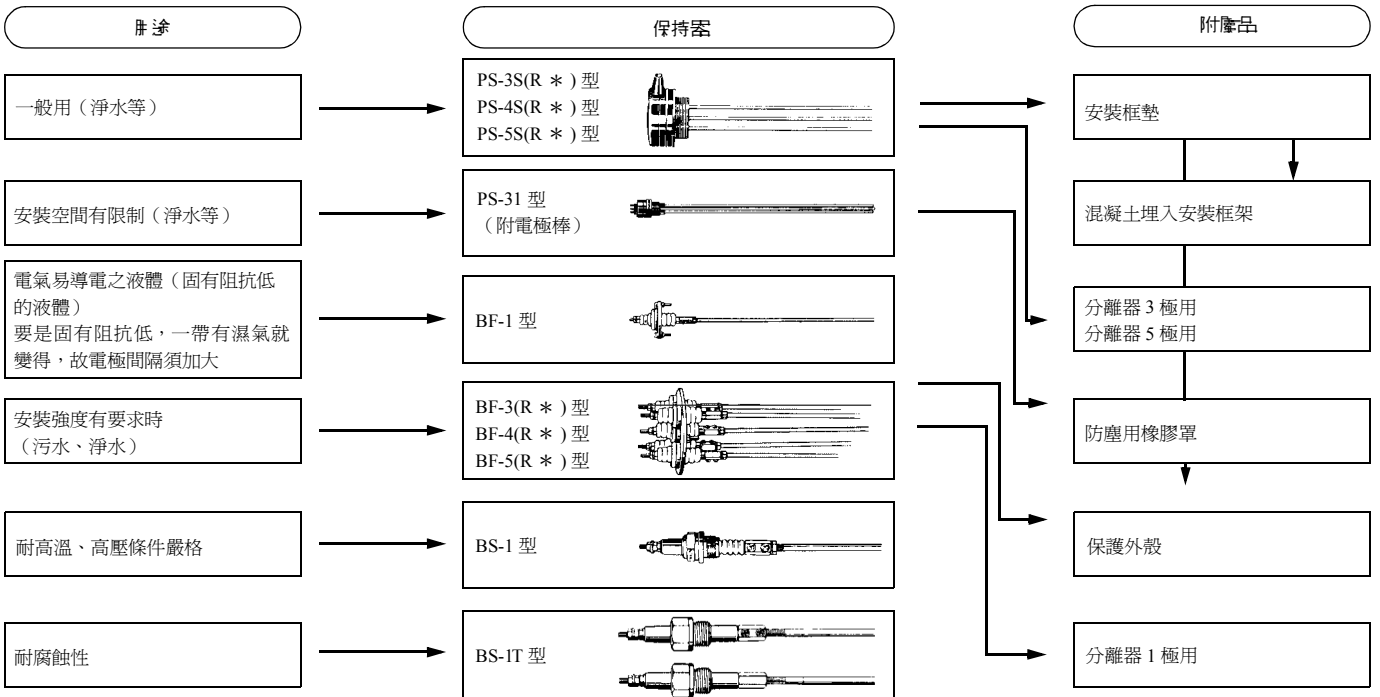 用途
保持器
附屬品
一般用（淨水等）
PS-3S(R ＊) 型
PS-4S(R ＊) 型
PS-5S(R ＊) 型
安裝框墊
安裝空間有限制（淨水等）
PS-31 型
（附電極棒）
混凝土埋入安裝框架
電氣易導電之液體（固有阻抗低
的液體）
要是固有阻抗低，一帶有濕氣就
變得，故電極間隔須加大
BF-1 型
分離器 3 極用
分離器 5 極用
安裝強度有要求時
（污水、淨水）
BF-3(R ＊) 型
BF-4(R ＊) 型
BF-5(R ＊) 型
防塵用橡膠罩
耐高溫、高壓條件嚴格
BS-1 型
保護外殼
耐腐蝕性
BS-1T 型
分離器 1 極用